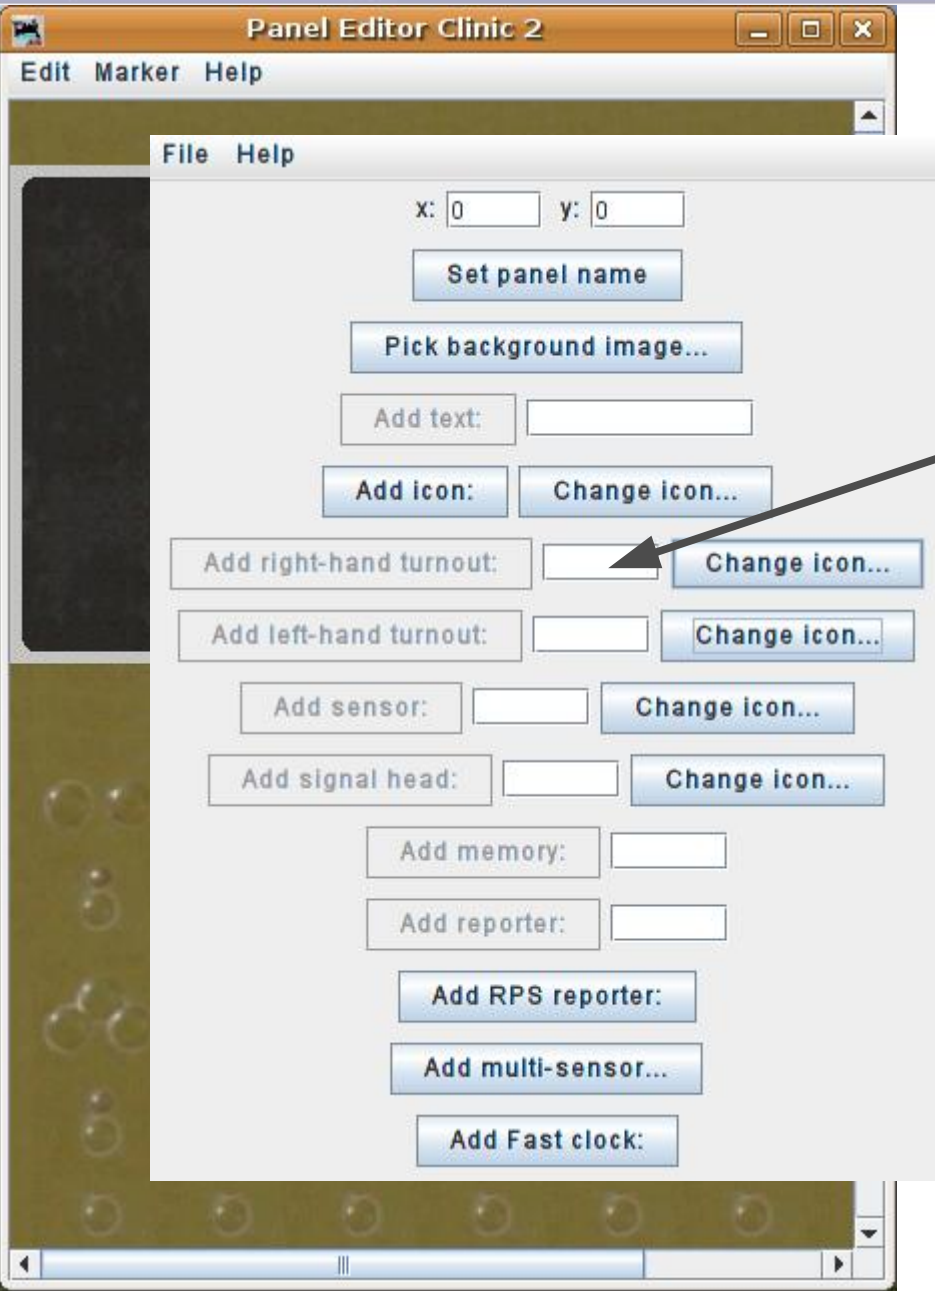 Panel Editor Clinic 2
Edit Marker Help
File Help
x: 0 y: 0
Set panel name
Pick background image...
Add text:
Add icon: Change icon...
Add right-hand turnout: Change icon...
Add left-hand turnout: Change icon...
Add sensor: Change icon...
Add signal head: Change icon...
Add memory:
Add reporter:
Add RPS reporter:
Add multi-sensor...
Add Fast clock: